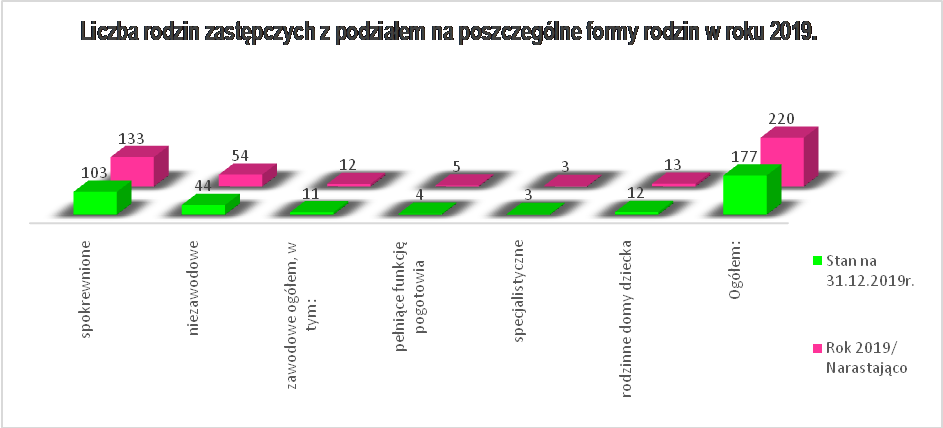 Liczba rodzin zastępczych z podziałem na poszczególne formy rodzin w roku 2019.
133
54
12
5
3
13
220
103
44
11
4
3
12
177
spokrewnione
niezawodowe
zawodowe ogółem, w
tym:
pełniące funkcję
pogotowia
specjalistyczne
rodzinne domy dziecka
Ogółem:
Stan na
31.12.2019r.
Rok 2019/
Narastająco